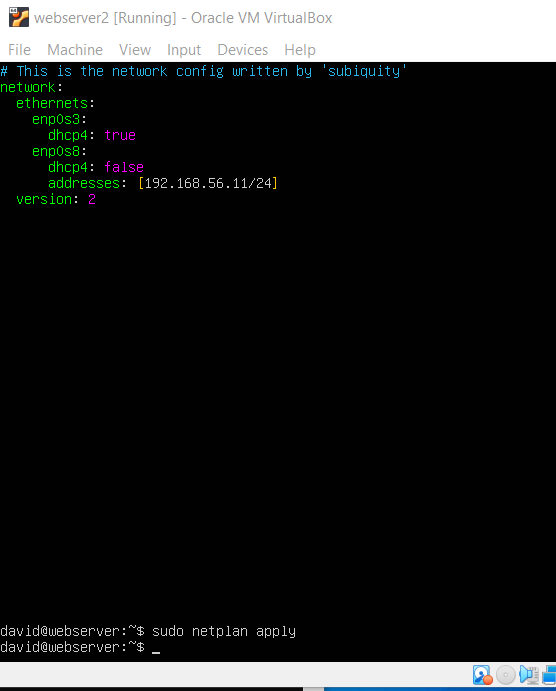 webserver2 [Running] - Oracle VM VirtualBox
File Machine View Input Devices Help
# This is the network config written by 'subiquity'
network:
  ethernets:
    enp0s3:
      dhcp4: true
    enp0s8:
      dhcp4: false
      addresses: [192.168.56.11/24]
  version: 2
david@webserver:~$ sudo netplan apply
david@webserver:~$ _